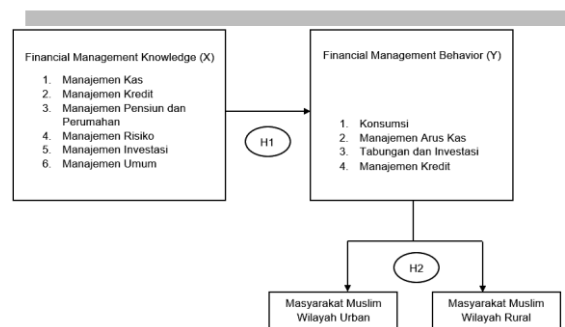 Financial Management Knowledge (X)
1. Manajemen Kas
2. Manajemen Kredit
3. Manajemen Pensiun dan
Perumahan
4. Manajemen Risiko
5. Manajemen Investasi
6. Manajemen Umum
H1
Financial Management Behavior (Y)
1. Konsumsi
2. Manajemen Arus Kas
3. Tabungan dan Investasi
4. Manajemen Kredit
H2
Masyarakat Muslim
Wilayah Urban
Masyarakat Muslim
Wilayah Rural